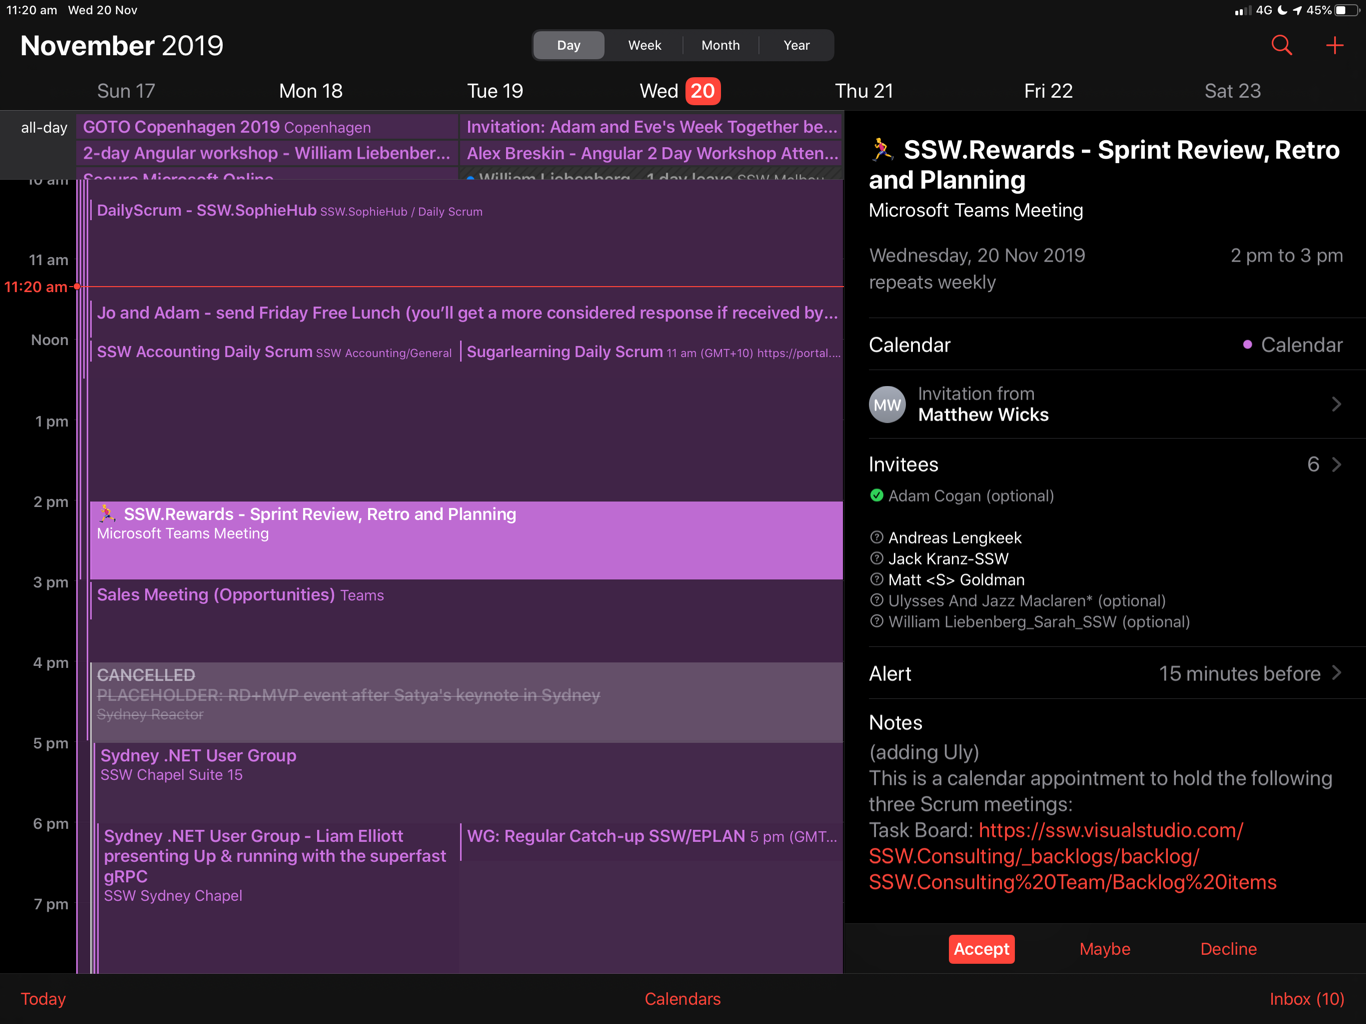 11:20 am Wed 20 Nov
4G 45%
November 2019
Day Week Month Year
Sun 17 Mon 18 Tue 19 Wed 20 Thu 21 Fri 22 Sat 23
all-day
GOTO Copenhagen 2019 Copenhagen
Invitation: Adam and Eve's Week Together be...
2-day Angular workshop - William Liebenber...
Alex Breskin - Angular 2 Day Workshop Atten...
Secure Microsoft Online
William Liebenberg - 1 day leave SSW Melbou
10 am
DailyScrum - SSW.SophieHub SSW.SophieHub / Daily Scrum
11 am
11:20 am
Jo and Adam - send Friday Free Lunch (you'll get a more considered response if received by...
Noon
SSW Accounting Daily Scrum SSW Accounting/General
Sugarlearning Daily Scrum 11 am (GMT+10) https://portal....
1 pm
2 pm
🏃 SSW.Rewards - Sprint Review, Retro and Planning
Microsoft Teams Meeting
3 pm
Sales Meeting (Opportunities) Teams
4 pm
CANCELLED
PLACEHOLDER: RD+MVP event after Satya's keynote in Sydney
Sydney Reactor
5 pm
Sydney .NET User Group
SSW Chapel Suite 15
6 pm
Sydney .NET User Group - Liam Elliott
presenting Up & running with the superfast
gRPC
SSW Sydney Chapel
WG: Regular Catch-up SSW/EPLAN 5 pm (GMT...
7 pm
🏃‍♀️ SSW.Rewards - Sprint Review, Retro
and Planning
Microsoft Teams Meeting
Wednesday, 20 Nov 2019 2 pm to 3 pm
repeats weekly
Calendar Calendar
MW
Invitation from
Matthew Wicks
Invitees 6
Adam Cogan (optional)
Andreas Lengkeek
Jack Kranz-SSW
Matt <S> Goldman
Ulysses And Jazz Maclaren* (optional)
William Liebenberg_Sarah_SSW (optional)
Alert 15 minutes before
Notes
(adding Uly)
This is a calendar appointment to hold the following
three Scrum meetings:
Task Board: https://ssw.visualstudio.com/
SSW.Consulting/_backlogs/backlog/
SSW.Consulting%20Team/Backlog%20items
Accept Maybe Decline
Today Calendars Inbox (10)